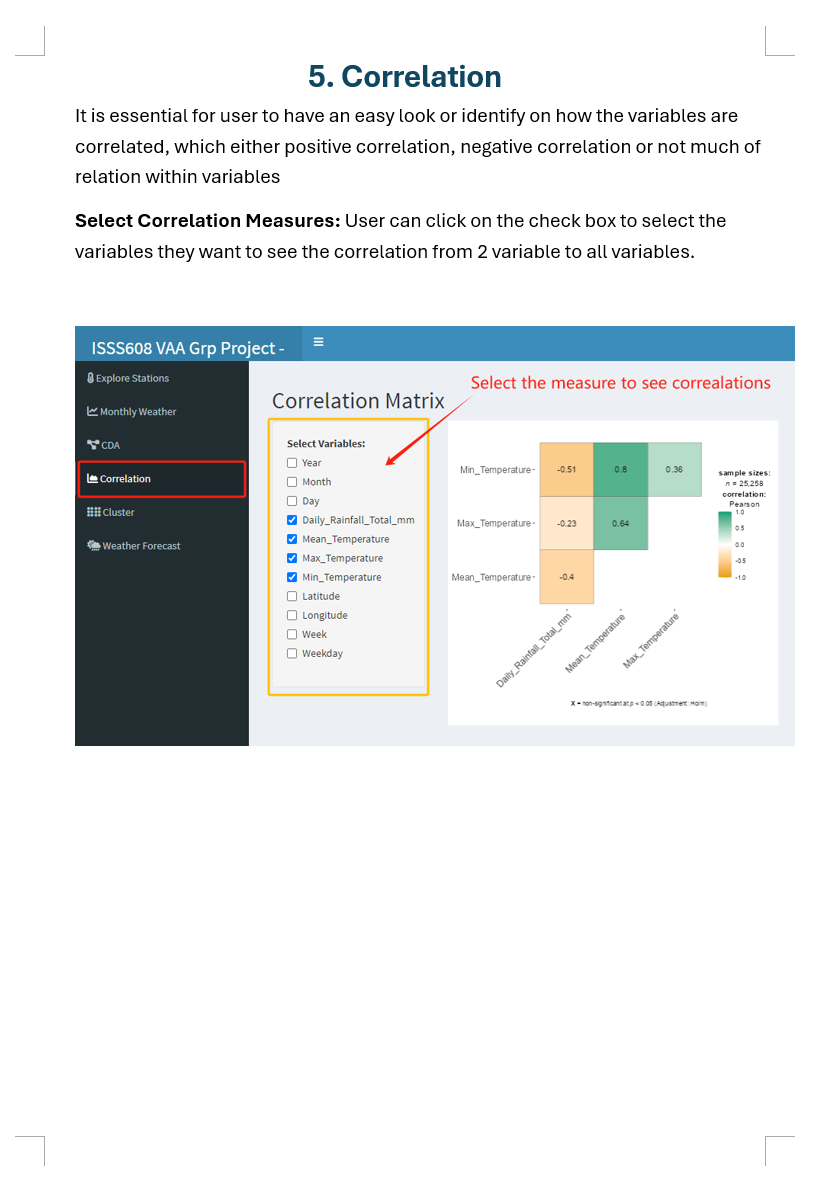 5. Correlation
It is essential for user to have an easy look or identify on how the variables are
correlated, which either positive correlation, negative correlation or not much of
relation within variables
Select Correlation Measures: User can click on the check box to select the
variables they want to see the correlation from 2 variable to all variables.
ISSS608 VAA Grp Project -
Explore Stations
Monthly Weather
CDA
Correlation
Cluster
Weather Forecast
Select the measure to see correalations
Correlation Matrix
Select Variables:
Year
Month
Day
Daily_Rainfall_Total_mm
Mean_Temperature
Max_Temperature
Min_Temperature
Latitude
Longitude
Week
Weekday
Min_Temperature
-0.51
0.8
0.36
Max_Temperature
-0.23
0.64
Mean_Temperature
-0.4
Daily_Rainfall_Total_mm
Mean_Temperature
Max_Temperature
sample sizes:
n = 25,258
correlation:
Pearson
1.0
0.5
0.0
-0.5
-1.0
X = non-significant at p < 0.05 (Adjustment: Holm)